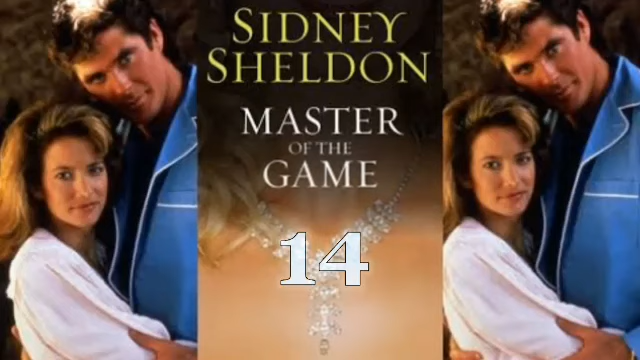 SIDNEY
SHELDON
MASTER
OF THE
GAME
14